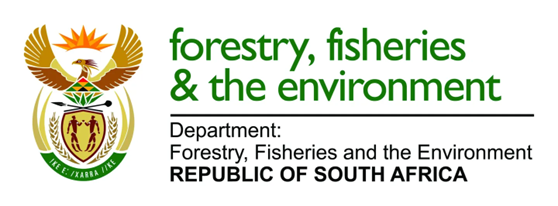 forestry, fisheries
& the environment
Department:
Forestry, Fisheries and the Environment
REPUBLIC OF SOUTH AFRICA
!KE E: /XARRA //KE